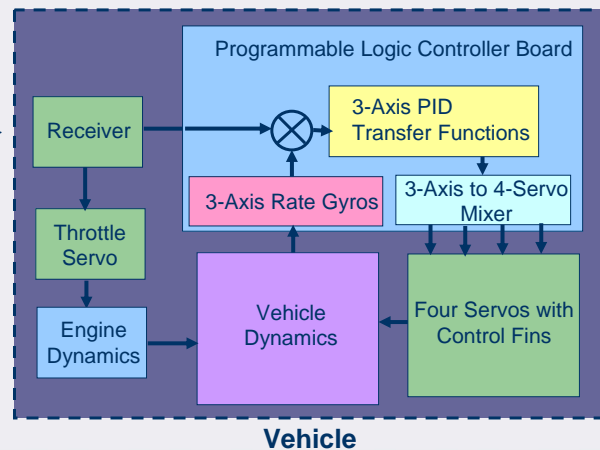 Programmable Logic Controller Board
3-Axis PID
Transfer Functions
Receiver
3-Axis Rate Gyros
3-Axis to 4-Servo
Mixer
Throttle
Servo
Vehicle
Dynamics
Four Servos with
Control Fins
Engine
Dynamics
Vehicle